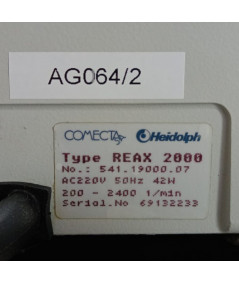 AG064/2
COMECTA Heidolph
Type REAX 2000
No.: 541.19000.07
AC220V 50Hz 42W
200 - 2400 1/min
Serial.No 69132233